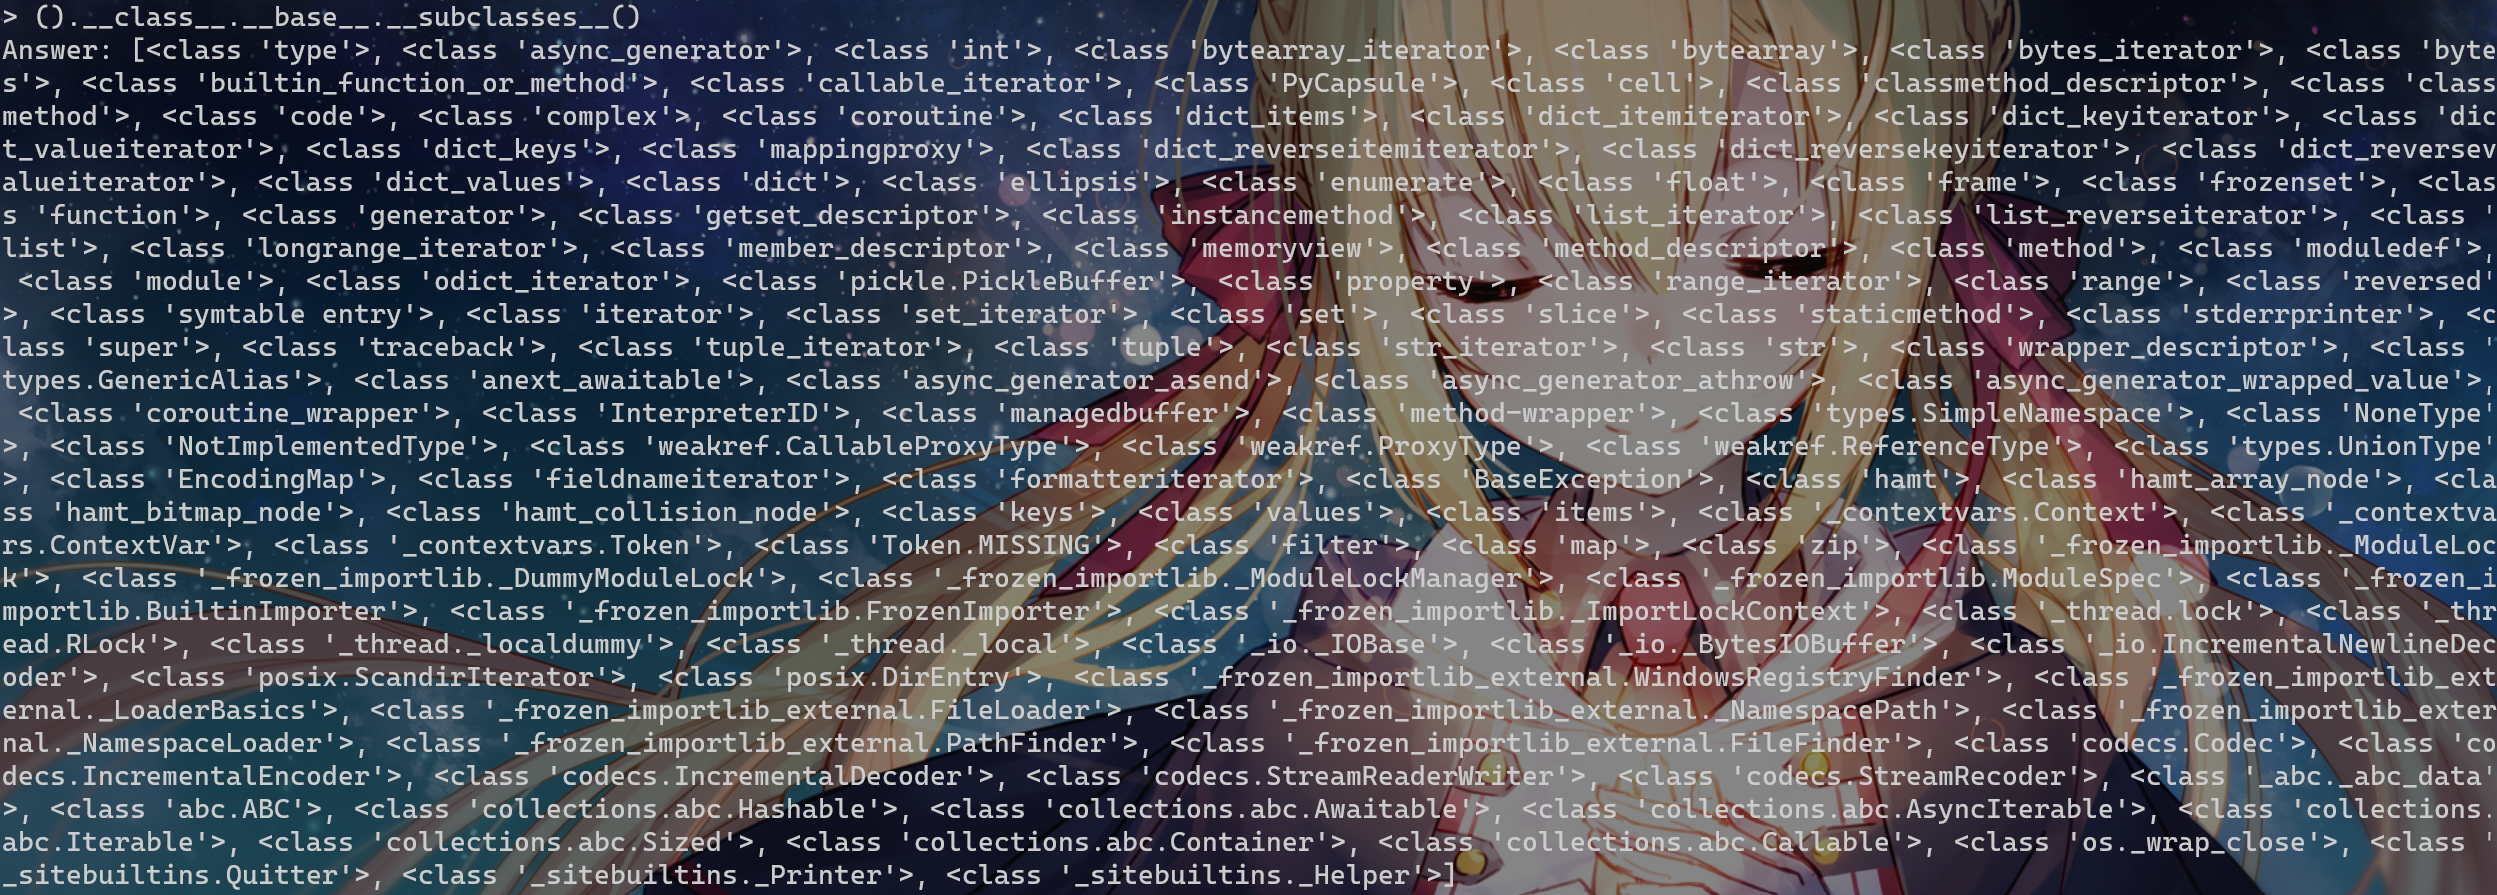 > ().__class__.__base__.__subclasses__()
Answer: [<class 'type'>, <class 'async_generator'>, <class 'int'>, <class 'bytearray_iterator'>, <class 'bytearray'>, <class 'bytes_iterator'>, <class 'byte
s'>, <class 'builtin_function_or_method'>, <class 'callable_iterator'>, <class 'PyCapsule'>, <class 'cell'>, <class 'classmethod_descriptor'>, <class 'class
method'>, <class 'code'>, <class 'complex'>, <class 'coroutine'>, <class 'dict_items'>, <class 'dict_itemiterator'>, <class 'dict_keyiterator'>, <class 'dic
t_valueiterator'>, <class 'dict_keys'>, <class 'mappingproxy'>, <class 'dict_reverseitemiterator'>, <class 'dict_reversekeyiterator'>, <class 'dict_reversev
alueiterator'>, <class 'dict_values'>, <class 'dict'>, <class 'ellipsis'>, <class 'enumerate'>, <class 'float'>, <class 'frame'>, <class 'frozenset'>, <clas
s 'function'>, <class 'generator'>, <class 'getset_descriptor'>, <class 'instancemethod'>, <class 'list_iterator'>, <class 'list_reverseiterator'>, <class '
list'>, <class 'longrange_iterator'>, <class 'member_descriptor'>, <class 'memoryview'>, <class 'method_descriptor'>, <class 'method'>, <class 'moduledef'>,
 <class 'module'>, <class 'odict_iterator'>, <class 'pickle.PickleBuffer'>, <class 'property'>, <class 'range_iterator'>, <class 'range'>, <class 'reversed'
>, <class 'symtable entry'>, <class 'iterator'>, <class 'set_iterator'>, <class 'set'>, <class 'slice'>, <class 'staticmethod'>, <class 'stderrprinter'>, <c
lass 'super'>, <class 'traceback'>, <class 'tuple_iterator'>, <class 'tuple'>, <class 'str_iterator'>, <class 'str'>, <class 'wrapper_descriptor'>, <class '
types.GenericAlias'>, <class 'anext_awaitable'>, <class 'async_generator_asend'>, <class 'async_generator_athrow'>, <class 'async_generator_wrapped_value'>,
 <class 'coroutine_wrapper'>, <class 'InterpreterID'>, <class 'managedbuffer'>, <class 'method-wrapper'>, <class 'types.SimpleNamespace'>, <class 'NoneType'
>, <class 'NotImplementedType'>, <class 'weakref.CallableProxyType'>, <class 'weakref.ProxyType'>, <class 'weakref.ReferenceType'>, <class 'types.UnionType'
>, <class 'EncodingMap'>, <class 'fieldnameiterator'>, <class 'formatteriterator'>, <class 'BaseException'>, <class 'hamt'>, <class 'hamt_array_node'>, <cla
ss 'hamt_bitmap_node'>, <class 'hamt_collision_node'>, <class 'keys'>, <class 'values'>, <class 'items'>, <class '_contextvars.Context'>, <class '_contextva
rs.ContextVar'>, <class '_contextvars.Token'>, <class 'Token.MISSING'>, <class 'filter'>, <class 'map'>, <class 'zip'>, <class '_frozen_importlib._ModuleLoc
k'>, <class '_frozen_importlib._DummyModuleLock'>, <class '_frozen_importlib._ModuleLockManager'>, <class '_frozen_importlib.ModuleSpec'>, <class '_frozen_i
mportlib.BuiltinImporter'>, <class '_frozen_importlib.FrozenImporter'>, <class '_frozen_importlib._ImportLockContext'>, <class '_thread.lock'>, <class '_thr
ead.RLock'>, <class '_thread._localdummy'>, <class '_thread._local'>, <class '_io._IOBase'>, <class '_io._BytesIOBuffer'>, <class '_io.IncrementalNewlineDec
oder'>, <class 'posix.ScandirIterator'>, <class 'posix.DirEntry'>, <class '_frozen_importlib_external.WindowsRegistryFinder'>, <class '_frozen_importlib_ext
ernal._LoaderBasics'>, <class '_frozen_importlib_external.FileLoader'>, <class '_frozen_importlib_external._NamespacePath'>, <class '_frozen_importlib_exter
nal._NamespaceLoader'>, <class '_frozen_importlib_external.PathFinder'>, <class '_frozen_importlib_external.FileFinder'>, <class 'codecs.Codec'>, <class 'co
decs.IncrementalEncoder'>, <class 'codecs.IncrementalDecoder'>, <class 'codecs.StreamReaderWriter'>, <class 'codecs.StreamRecoder'>, <class '_abc._abc_data'
>, <class 'abc.ABC'>, <class 'collections.abc.Hashable'>, <class 'collections.abc.Awaitable'>, <class 'collections.abc.AsyncIterable'>, <class 'collections.
abc.Iterable'>, <class 'collections.abc.Sized'>, <class 'collections.abc.Container'>, <class 'collections.abc.Callable'>, <class 'os._wrap_close'>, <class '
_sitebuiltins.Quitter'>, <class '_sitebuiltins._Printer'>, <class '_sitebuiltins._Helper'>]